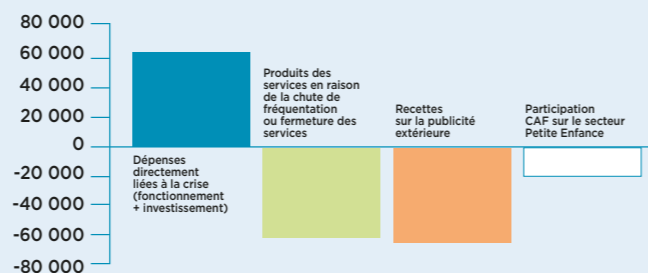 80 000
60 000
40 000
20 000
0
-20 000
-40 000
-60 000
-80 000
Dépenses
directement
liées à la crise
(fonctionnement
+ investissement)
Produits des
services en raison
de la chute de
fréquentation
ou fermeture des
services
Recettes
sur la publicité
extérieure
Participation
CAF sur le secteur
Petite Enfance